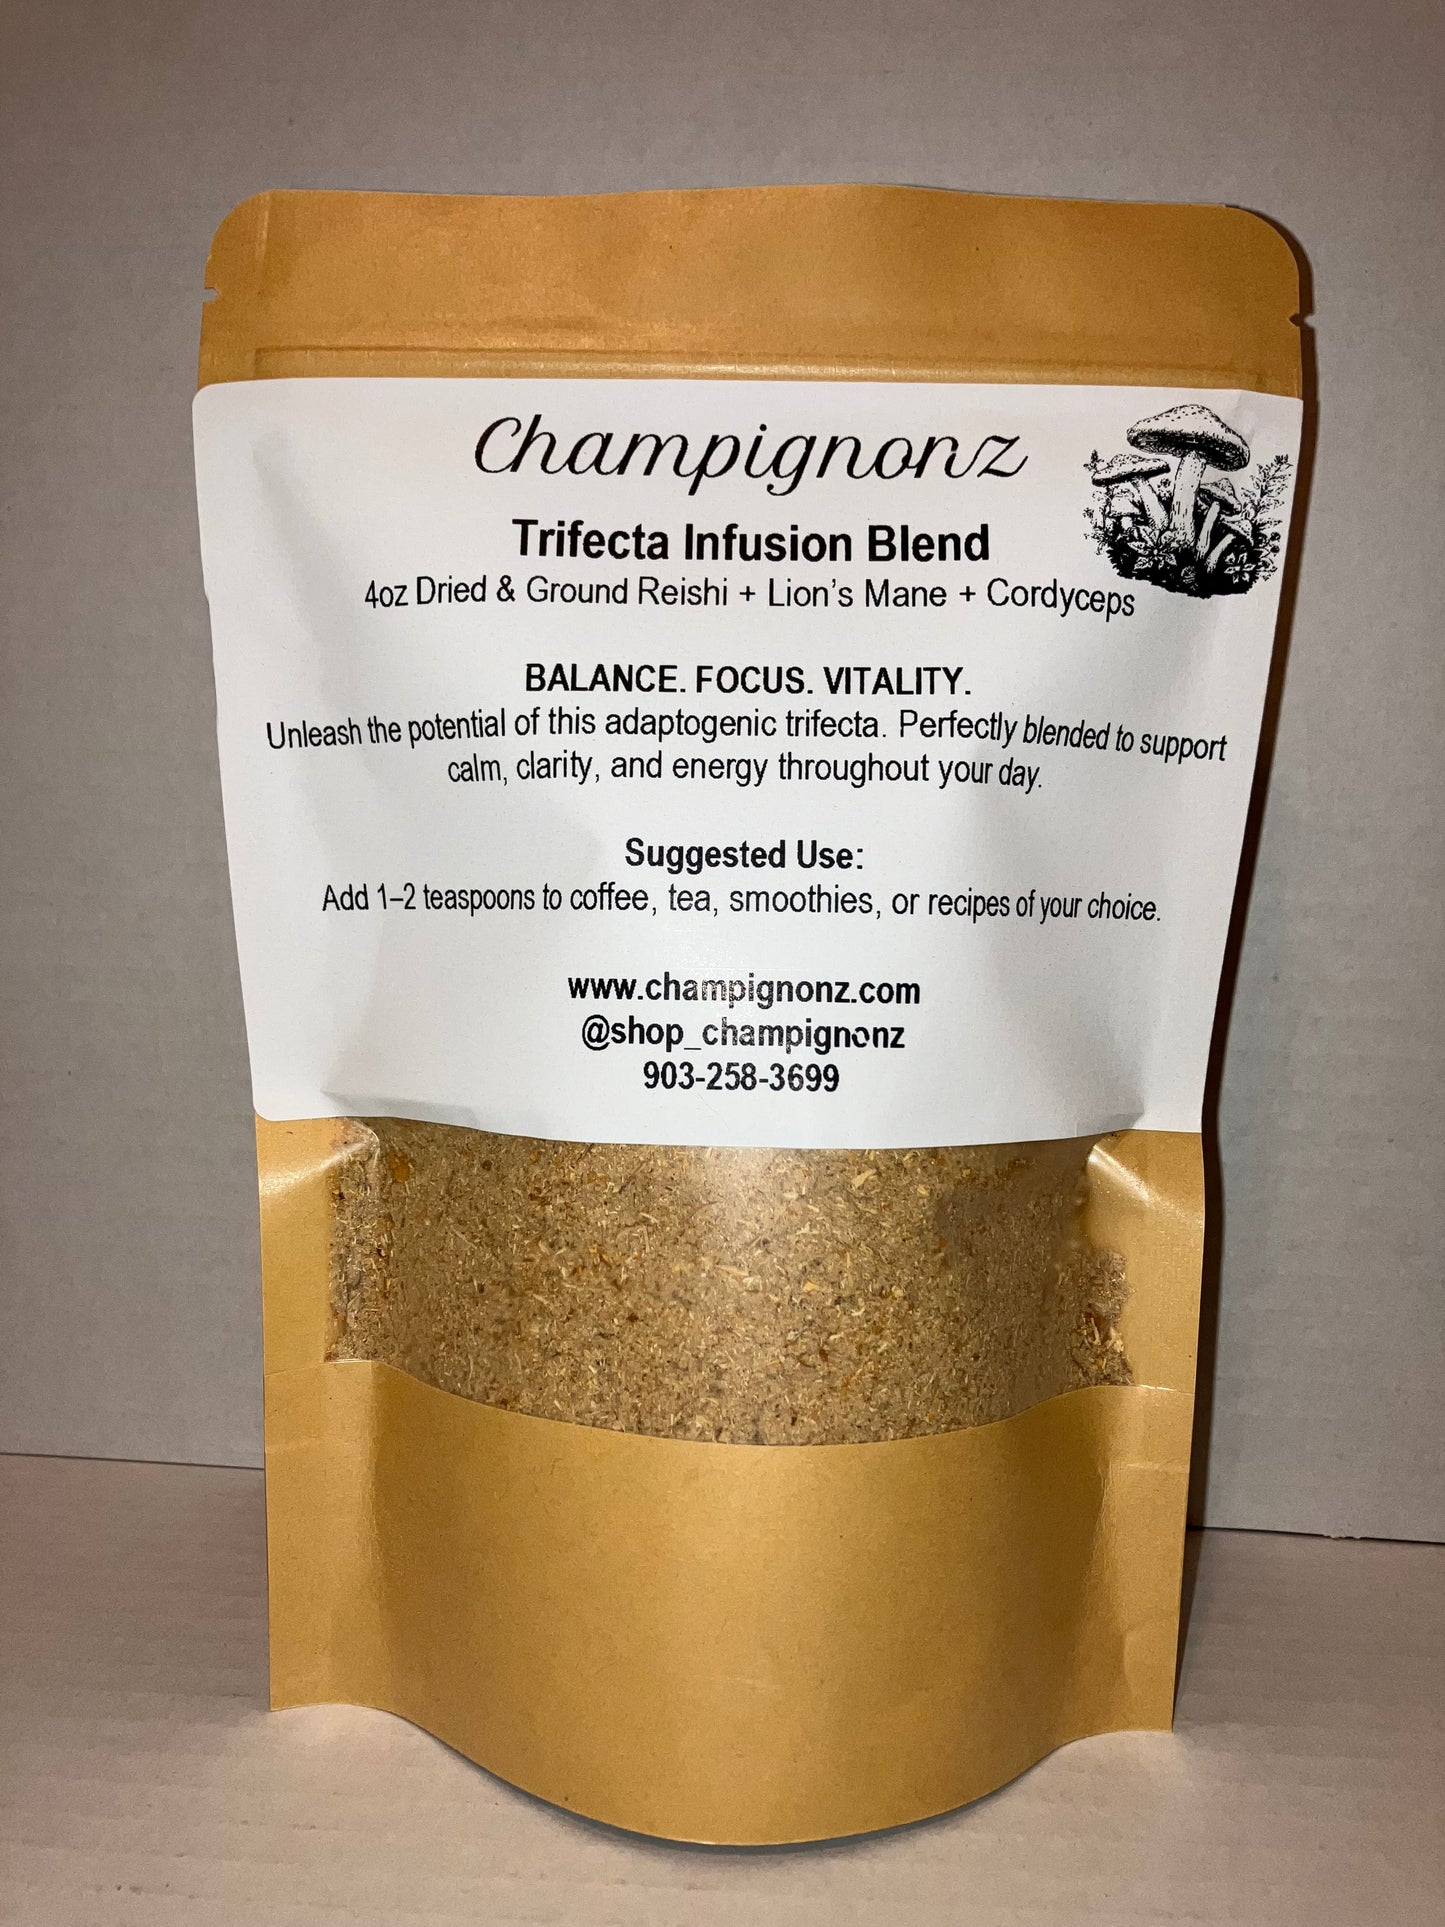 Champignonz
Trifecta Infusion Blend
4oz Dried & Ground Reishi + Lion's Mane + Cordyceps
BALANCE. FOCUS. VITALITY.
Unleash the potential of this adaptogenic trifecta. Perfectly blended to support
calm, clarity, and energy throughout your day.
Suggested Use:
Add 1–2 teaspoons to coffee, tea, smoothies, or recipes of your choice.
www.champignonz.com
@shop_champignonz
903-258-3699